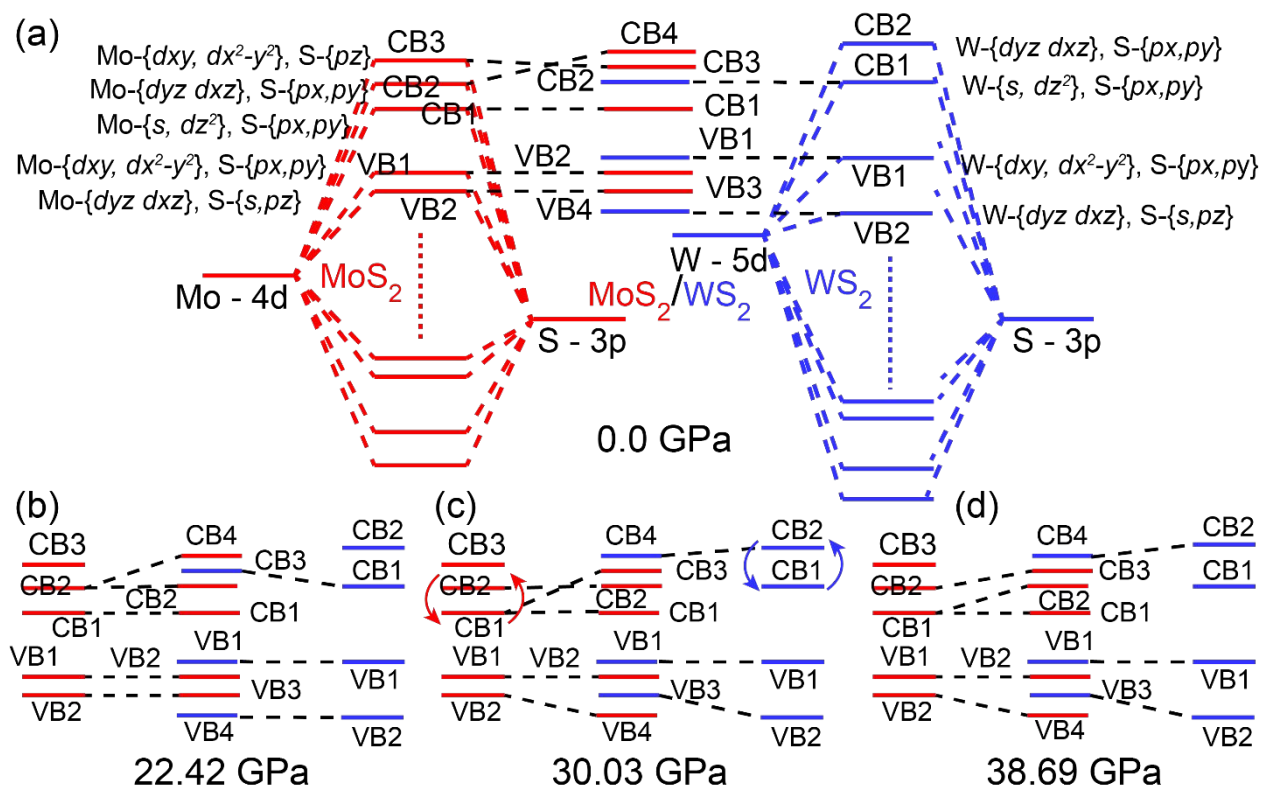 (a)
Mo-{dxy, dx²-y²}, S-{pz}
Mo-{dyz dxz}, S-{px,py}
Mo-{s, dz²}, S-{px,py}
Mo-{dxy, dx²-y²}, S-{px,py}
Mo-{dyz dxz}, S-{s,pz}
CB3
CB2
CB1
VB1
VB2
Mo - 4d
MoS₂
S - 3p
CB4
CB3
CB2
CB1
VB1
VB2
VB3
VB4
W - 5d
MoS₂/WS₂
CB2
CB1
VB1
VB2
WS₂
S - 3p
W-{dyz dxz}, S-{px,py}
W-{s, dz²}, S-{px,py}
W-{dxy, dx²-y²}, S-{px,py}
W-{dyz dxz}, S-{s,pz}
0.0 GPa
(b)
CB3
CB2
CB1
VB1
VB2
CB4
CB3
CB2
CB1
VB1
VB2
VB3
VB4
CB2
CB1
VB1
VB2
22.42 GPa
(c)
CB3
CB2
CB1
VB1
VB2
CB4
CB3
CB2
CB1
VB1
VB2
VB3
VB4
CB2
CB1
VB1
VB2
30.03 GPa
(d)
CB3
CB2
CB1
VB1
VB2
CB4
CB3
CB2
CB1
VB1
VB2
VB3
VB4
CB2
CB1
VB1
VB2
38.69 GPa